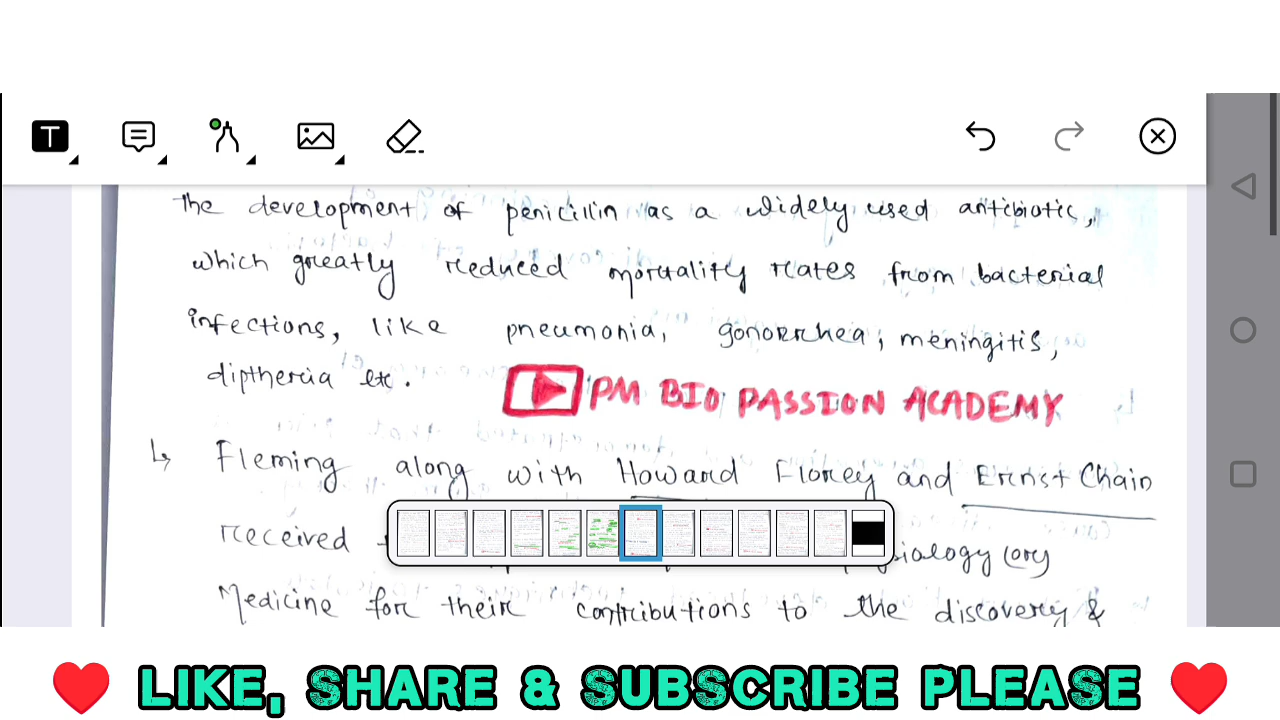 T
The development of penicillin as a widely used antibiotic,
which greatly reduced mortality rates from bacterial
infections, like pneumonia, gonorrhea, meningitis,
diptheria etc.
PM BIO PASSION ACADEMY
↳ Fleming along with Howard Florey and Ernst Chain
received
Medicine for their contributions to the discovery &
LIKE, SHARE & SUBSCRIBE PLEASE